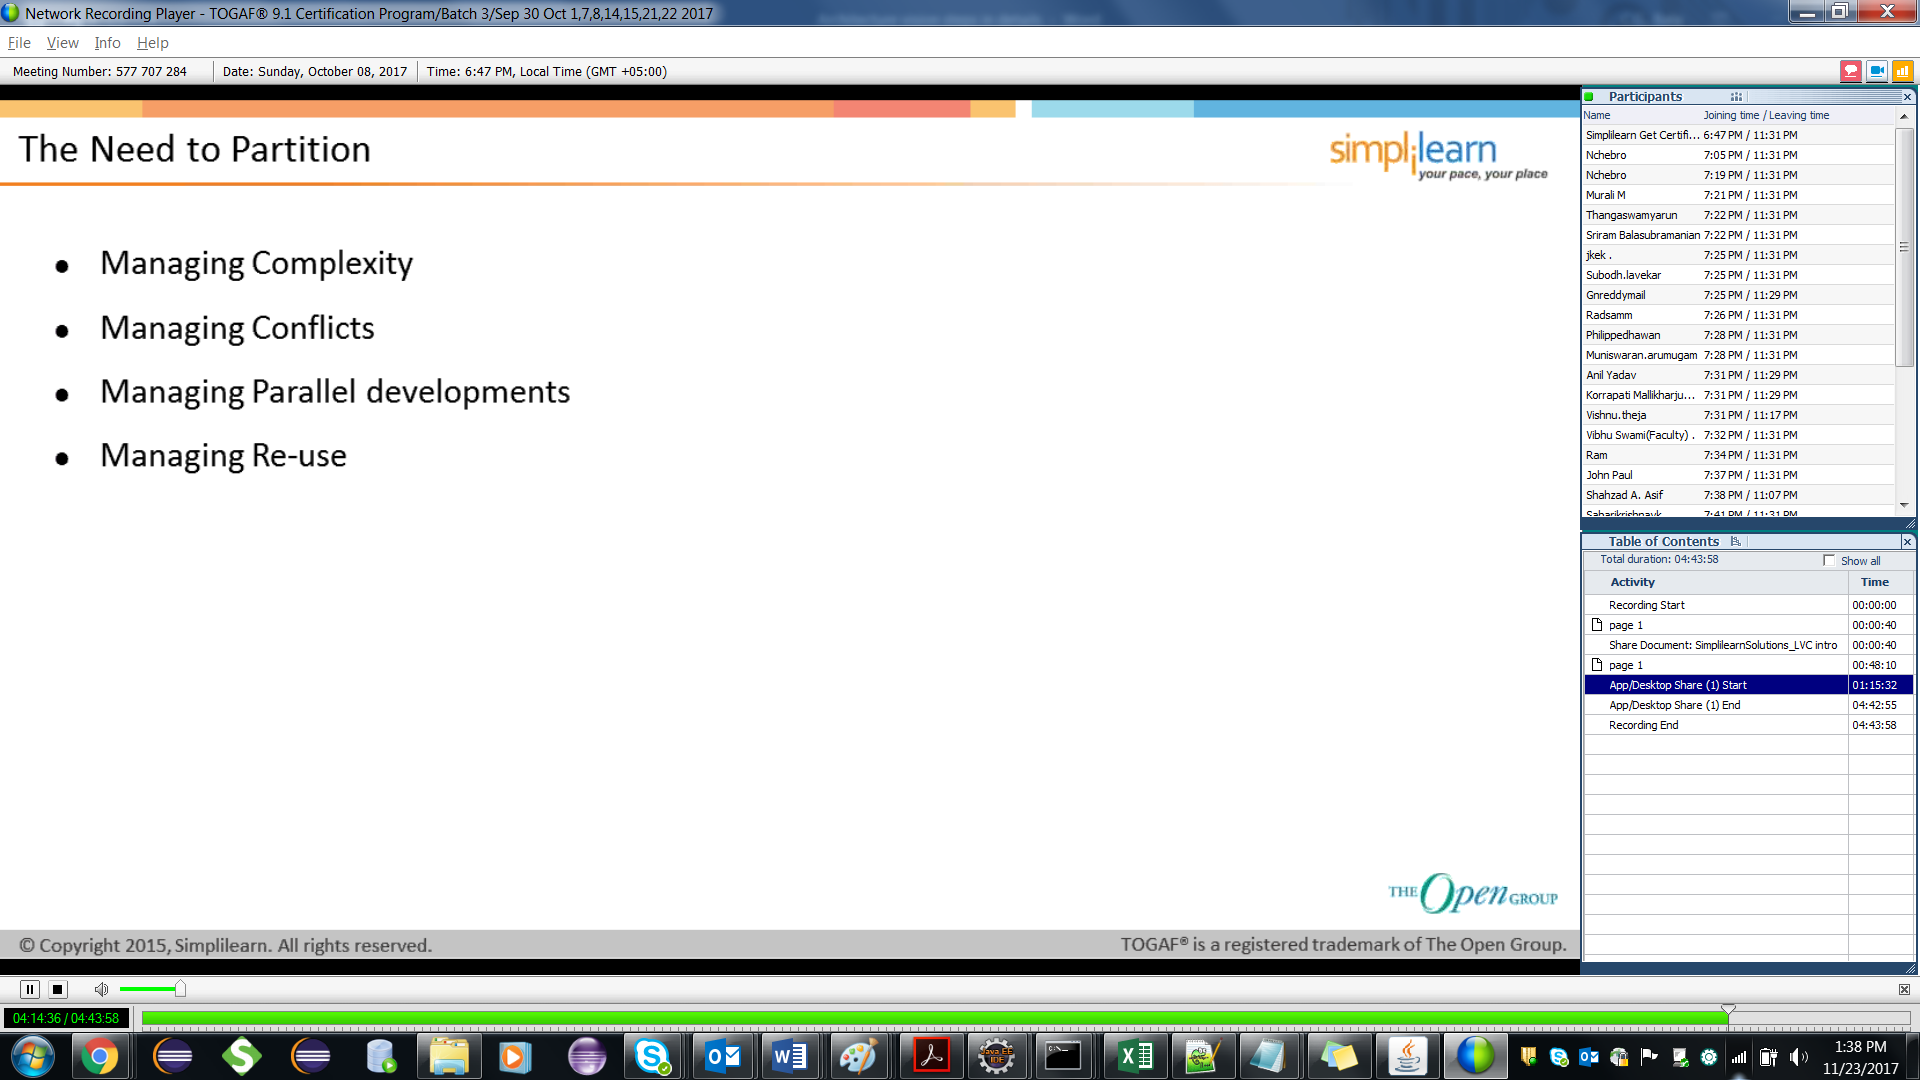 Network Recording Player - TOGAF® 9.1 Certification Program/Batch 3/Sep 30 Oct 1,7,8,14,15,21,22 2017
File View Info Help
Meeting Number: 577 707 284 Date: Sunday, October 08, 2017 Time: 6:47 PM, Local Time (GMT +05:00)
The Need to Partition
simplilearn
your pace, your place
• Managing Complexity
• Managing Conflicts
• Managing Parallel developments
• Managing Re-use
THE Open GROUP
© Copyright 2015, Simplilearn. All rights reserved.
TOGAF® is a registered trademark of The Open Group.
Participants
Name Joining time / Leaving time
Simplilearn Get Certifi... 6:47 PM / 11:31 PM
Nchebro 7:05 PM / 11:31 PM
Nchebro 7:19 PM / 11:31 PM
Murali M 7:21 PM / 11:31 PM
Thangaswamyarun 7:22 PM / 11:31 PM
Sriram Balasubramanian 7:22 PM / 11:31 PM
jkek . 7:25 PM / 11:31 PM
Subodh.lavekar 7:25 PM / 11:31 PM
Gnreddymail 7:25 PM / 11:29 PM
Radsamm 7:26 PM / 11:31 PM
Philippedhawan 7:28 PM / 11:31 PM
Muniswaran.arumugam 7:28 PM / 11:31 PM
Anil Yadav 7:31 PM / 11:29 PM
Korrapati Mallikharju... 7:31 PM / 11:29 PM
Vishnu.theja 7:31 PM / 11:17 PM
Vibhu Swami(Faculty) . 7:32 PM / 11:31 PM
Ram 7:34 PM / 11:31 PM
John Paul 7:37 PM / 11:31 PM
Shahzad A. Asif 7:38 PM / 11:07 PM
7:41 PM / 11:31 PM
Table of Contents
Total duration: 04:43:58 Show all
Activity Time
Recording Start 00:00:00
page 1 00:00:40
Share Document: SimplilearnSolutions_LVC intro 00:00:40
page 1 00:48:10
App/Desktop Share (1) Start 01:15:32
App/Desktop Share (1) End 04:42:55
Recording End 04:43:58
04:14:36 / 04:43:58
Java EE
IDE
1:38 PM
11/23/2017